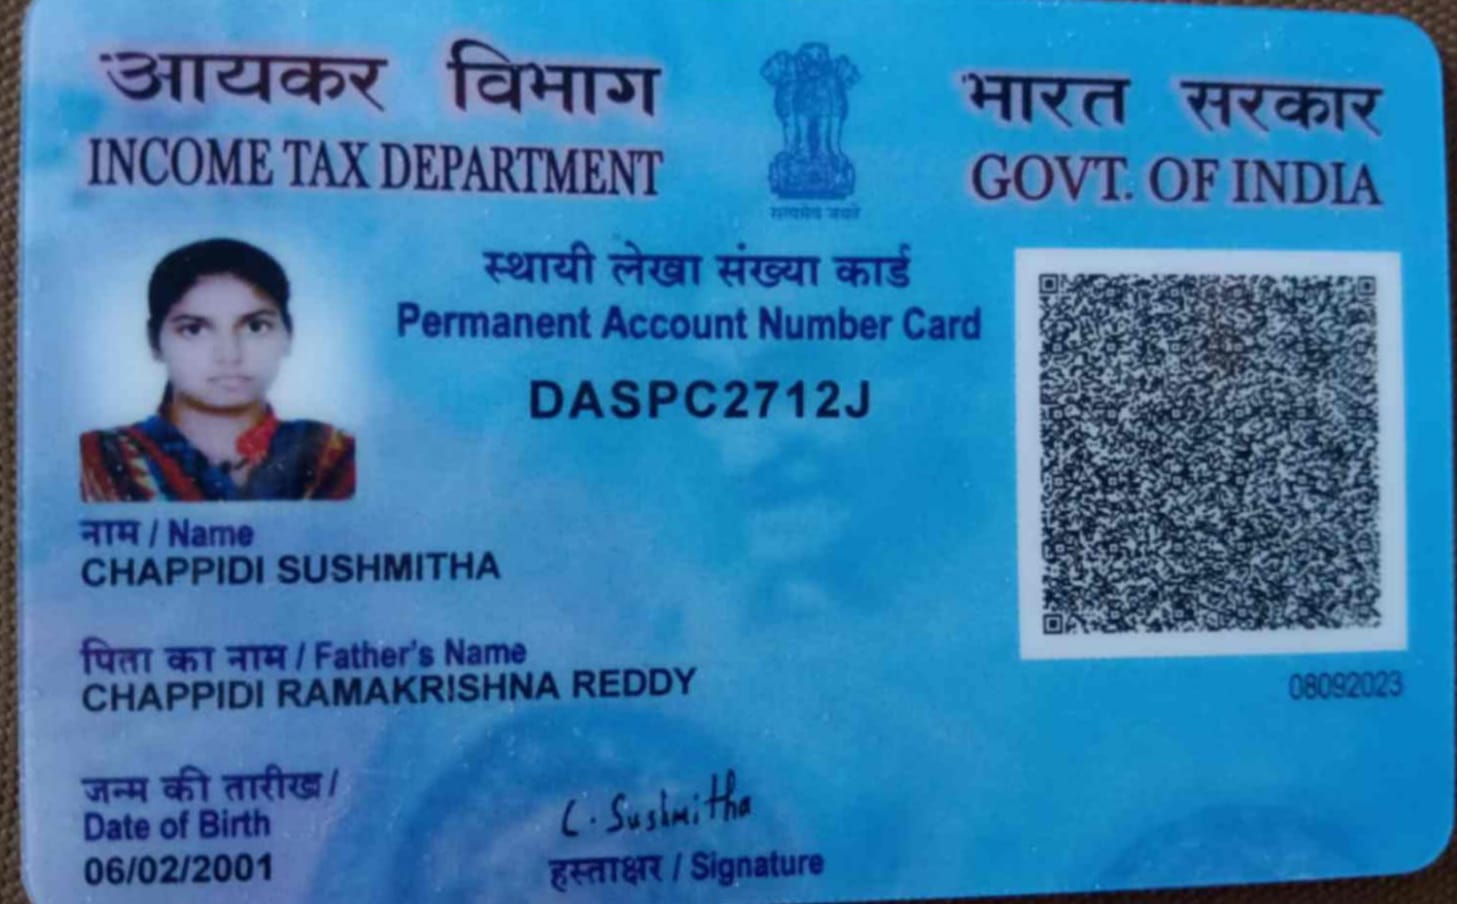 आयकर विभाग
INCOME TAX DEPARTMENT
सत्यमेव जयते
भारत सरकार
GOVT. OF INDIA
स्थायी लेखा संख्या कार्ड
Permanent Account Number Card
DASPC2712J
नाम / Name
CHAPPIDI SUSHMITHA
पिता का नाम / Father's Name
CHAPPIDI RAMAKRISHNA REDDY
08092023
जन्म की तारीख /
Date of Birth
06/02/2001
C. Sushmitha
हस्ताक्षर / Signature